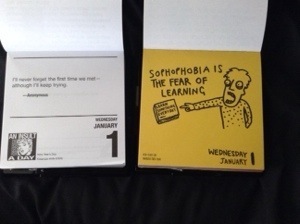 I'll never forget the first time we met—
although I'll keep trying.
—Anonymous
WEDNESDAY
JANUARY
1
AN INSULT
A DAY
SOPHOPHOBIA IS
THE FEAR OF
LEARNING
WEDNESDAY
JANUARY 1